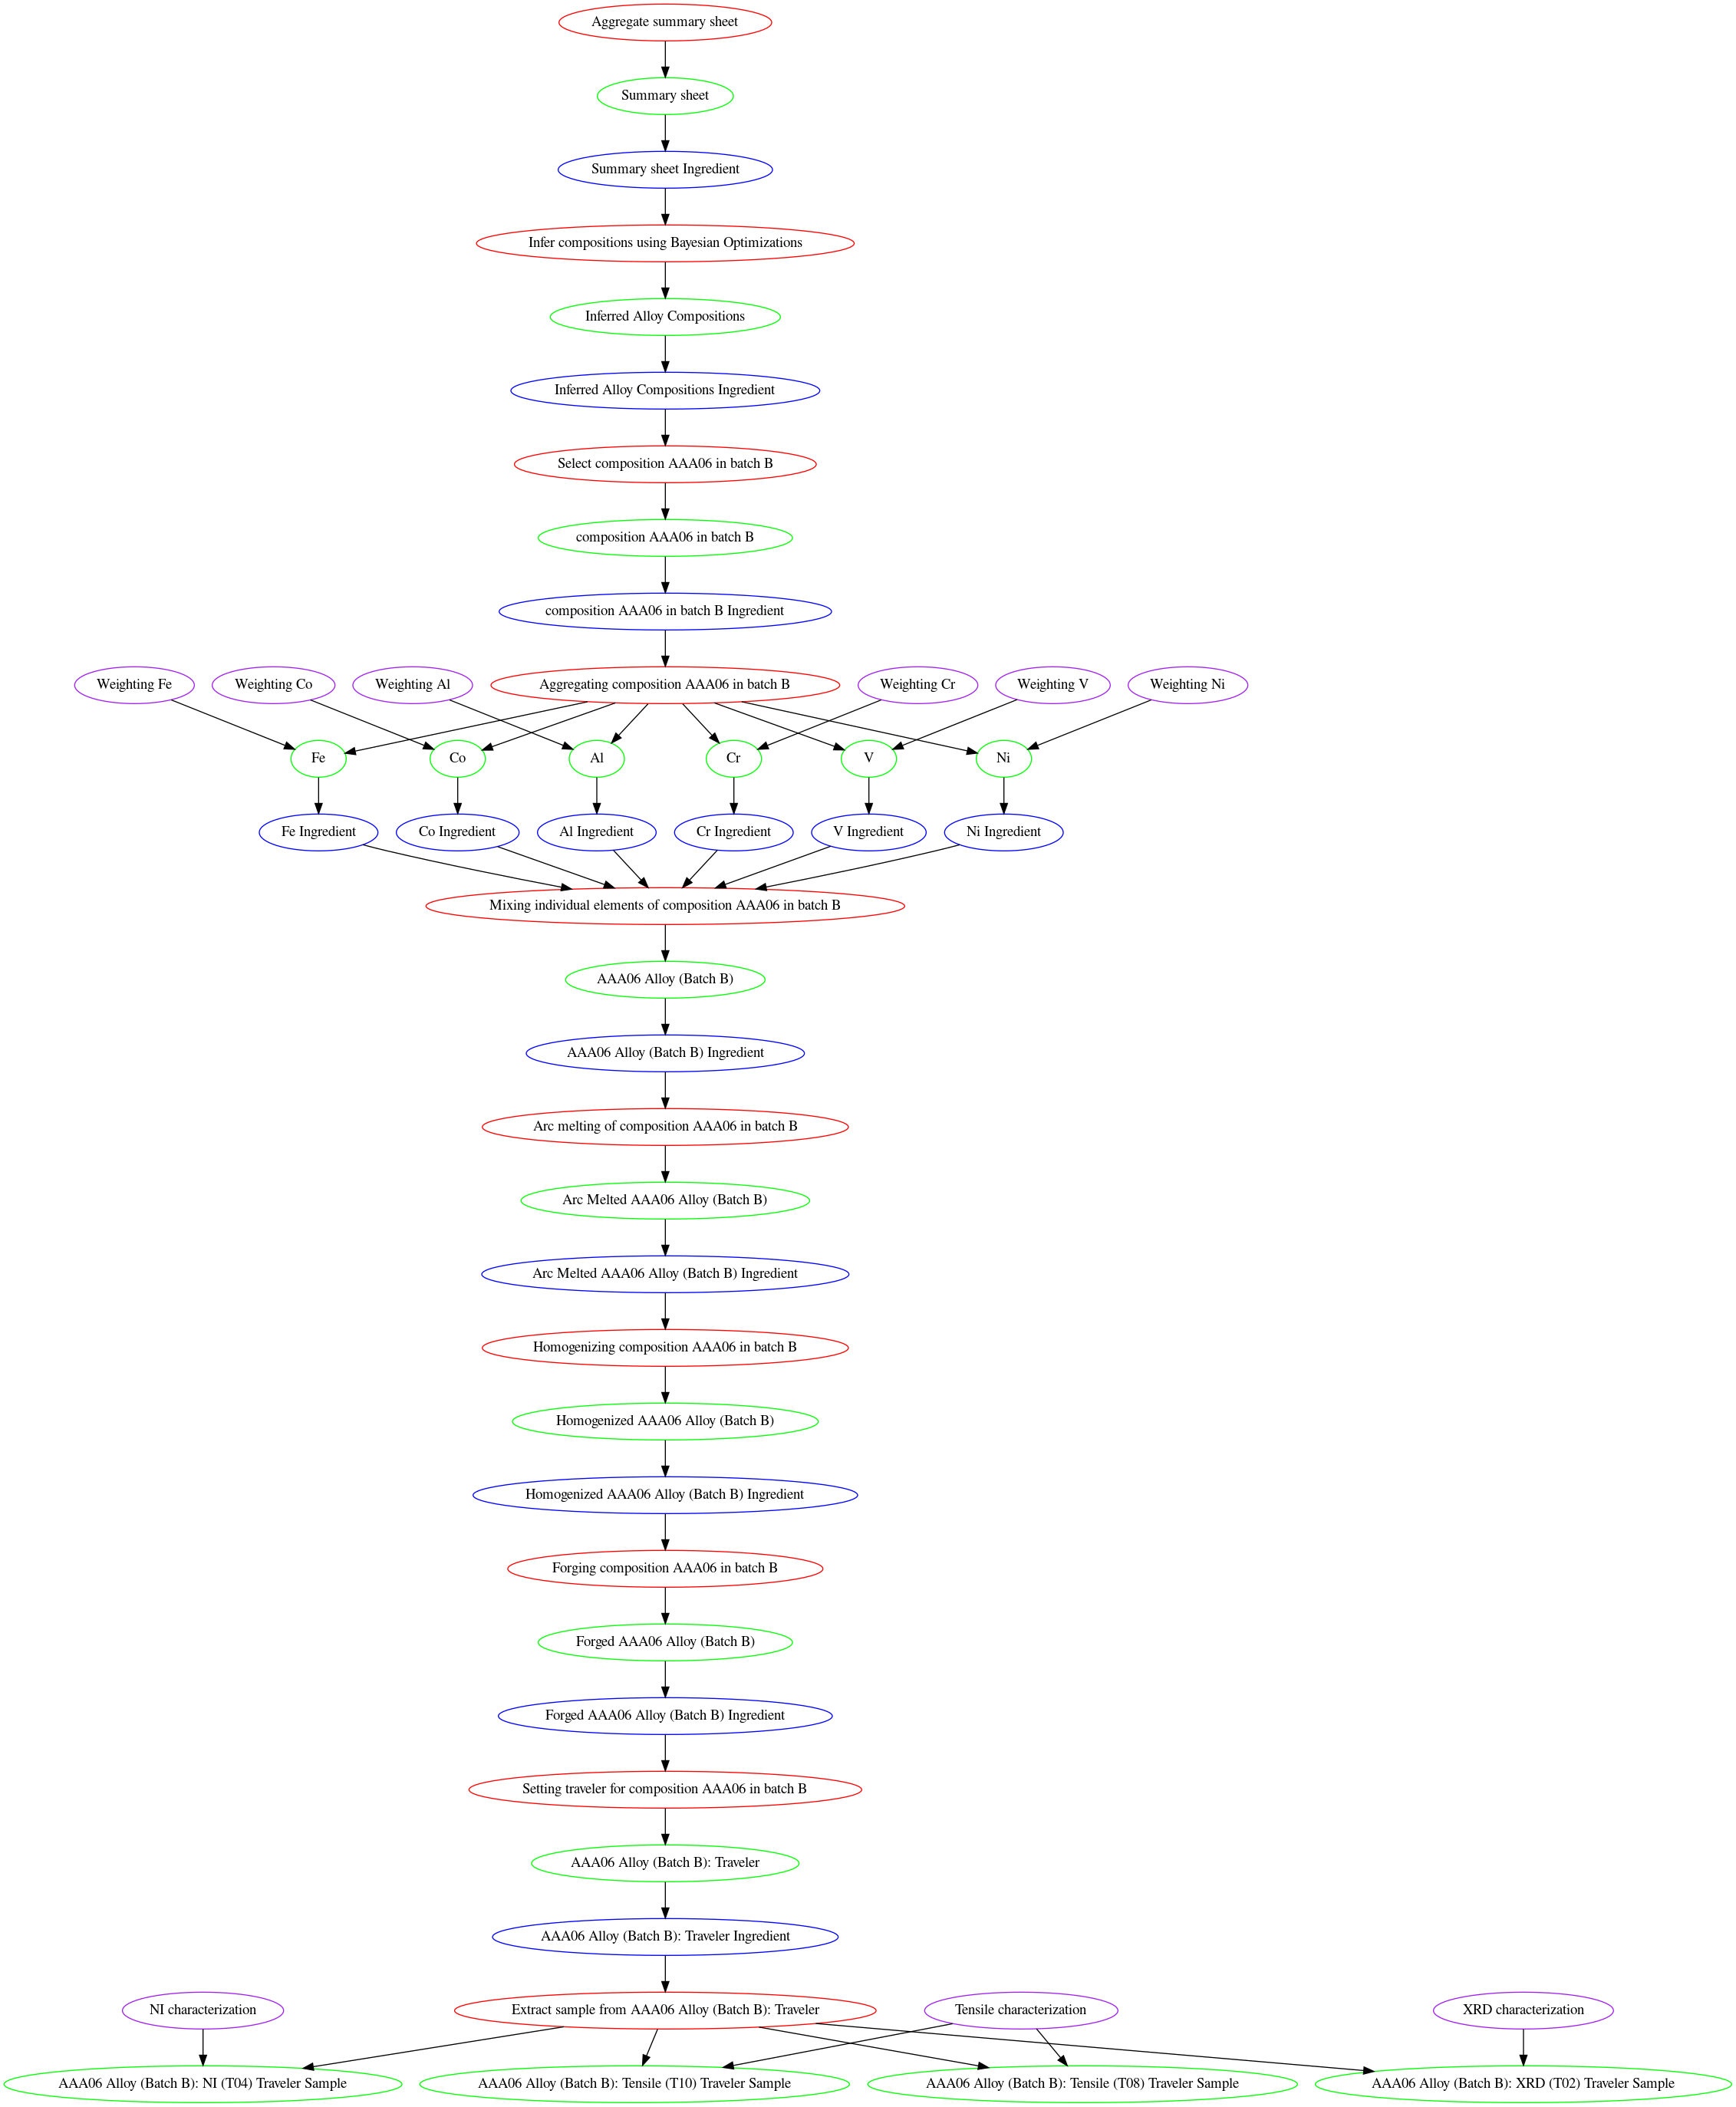 Aggregate summary sheet
Summary sheet
Summary sheet Ingredient
Infer compositions using Bayesian Optimizations
Inferred Alloy Compositions
Inferred Alloy Compositions Ingredient
Select composition AAA06 in batch B
composition AAA06 in batch B
composition AAA06 in batch B Ingredient
Weighting Fe
Weighting Co
Weighting Al
Aggregating composition AAA06 in batch B
Weighting Cr
Weighting V
Weighting Ni
Fe
Co
Al
Cr
V
Ni
Fe Ingredient
Co Ingredient
Al Ingredient
Cr Ingredient
V Ingredient
Ni Ingredient
Mixing individual elements of composition AAA06 in batch B
AAA06 Alloy (Batch B)
AAA06 Alloy (Batch B) Ingredient
Arc melting of composition AAA06 in batch B
Arc Melted AAA06 Alloy (Batch B)
Arc Melted AAA06 Alloy (Batch B) Ingredient
Homogenizing composition AAA06 in batch B
Homogenized AAA06 Alloy (Batch B)
Homogenized AAA06 Alloy (Batch B) Ingredient
Forging composition AAA06 in batch B
Forged AAA06 Alloy (Batch B)
Forged AAA06 Alloy (Batch B) Ingredient
Setting traveler for composition AAA06 in batch B
AAA06 Alloy (Batch B): Traveler
AAA06 Alloy (Batch B): Traveler Ingredient
NI characterization
Extract sample from AAA06 Alloy (Batch B): Traveler
Tensile characterization
XRD characterization
AAA06 Alloy (Batch B): NI (T04) Traveler Sample
AAA06 Alloy (Batch B): Tensile (T10) Traveler Sample
AAA06 Alloy (Batch B): Tensile (T08) Traveler Sample
AAA06 Alloy (Batch B): XRD (T02) Traveler Sample